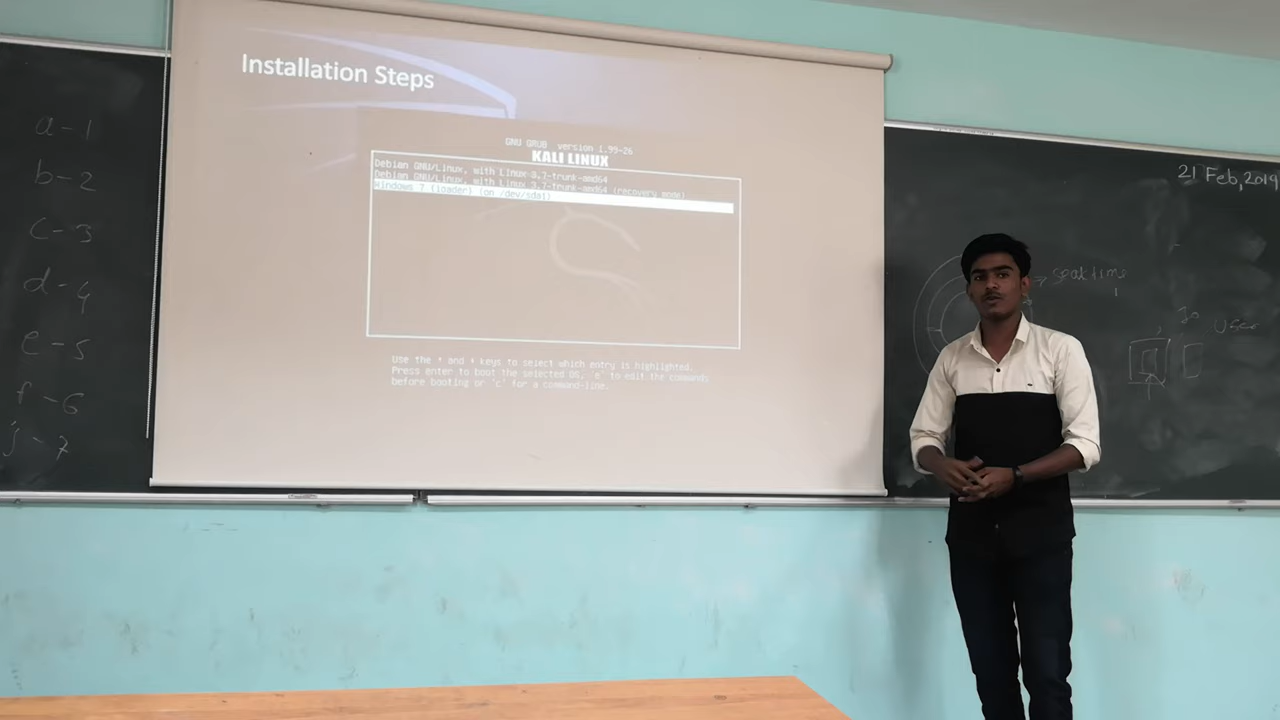 a-1
b-2
c-3
d-4
e-5
f-6
j-7
Installation Steps
GNU GRUB version 1.99-26
KALI LINUX
Debian GNU/Linux, with Linux 3.7-trunk-amd64
Debian GNU/Linux, with Linux 3.7-trunk-amd64 (recovery mode)
Windows 7 (loader) (on /dev/sda1)
Use the ↑ and ↓ keys to select which entry is highlighted.
Press enter to boot the selected OS, 'e' to edit the commands
before booting or 'c' for a command-line.
21 Feb, 2019
seek time
User